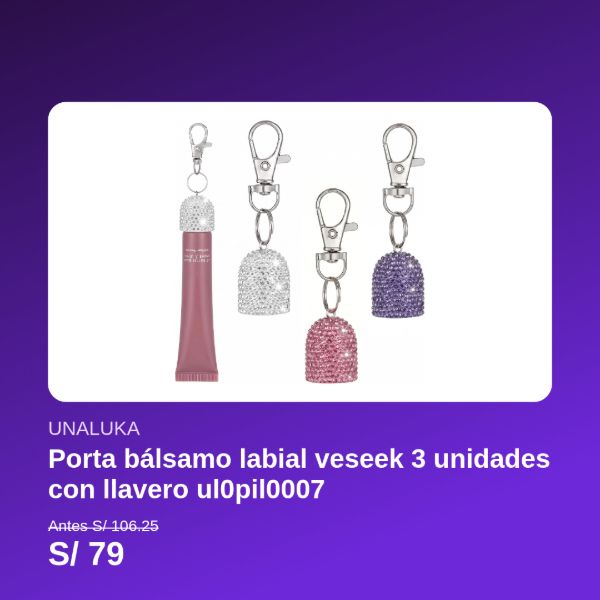 UNALUKA
Porta bálsamo labial veseek 3 unidades
con llavero ul0pil0007
Antes S/ 106.25
S/ 79